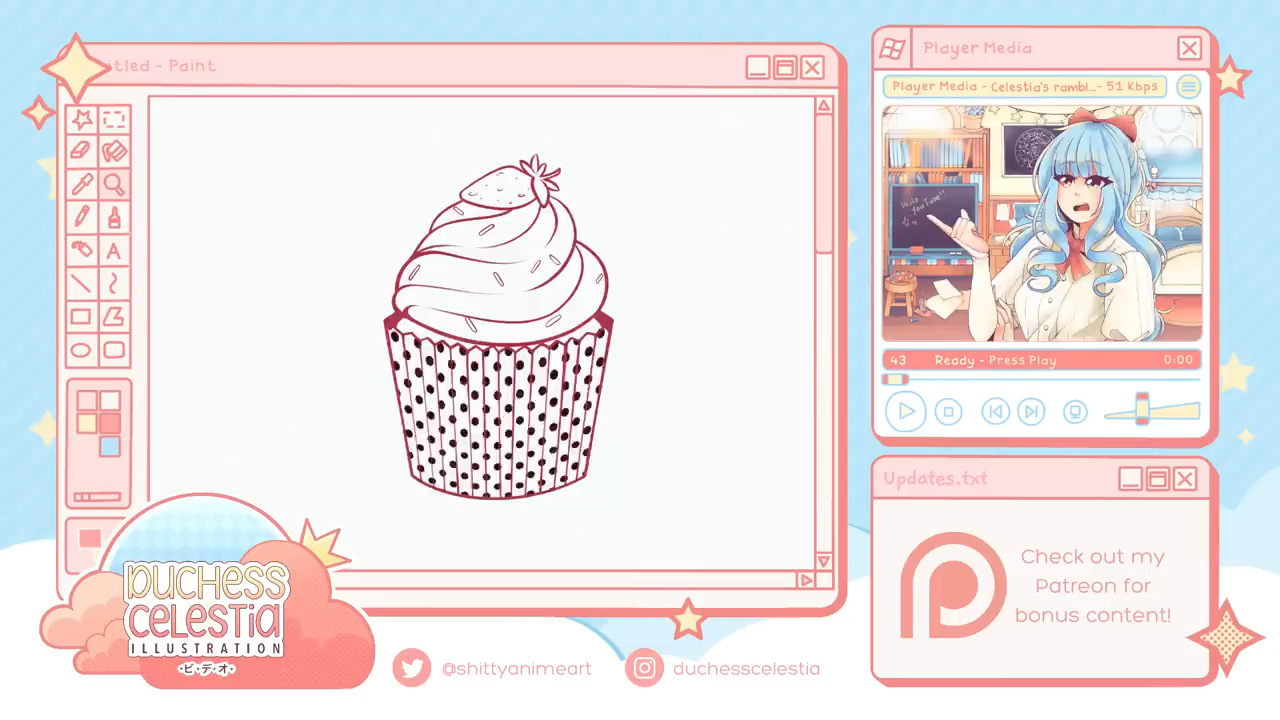 titled - Paint
Player Media
Player Media - Celestia's rambl...- 51 Kbps
Hello
YouTube!!
43 Ready - Press Play 0:00
A
Updates.txt
Check out my
Patreon for
bonus content!
DUCHESS
CELESTIA
ILLUSTRATION
·ビ·デ·オ·
@shittyanimeart
duchesscelestia